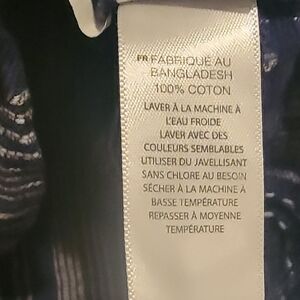 FR FABRIQUÉ AU
BANGLADESH
100% COTON
LAVER À LA MACHINE À
L'EAU FROIDE
LAVER AVEC DES
COULEURS SEMBLABLES
UTILISER DU JAVELLISANT
SANS CHLORE AU BESOIN
SÉCHER À LA MACHINE À
BASSE TEMPÉRATURE
REPASSER À MOYENNE
TEMPÉRATURE